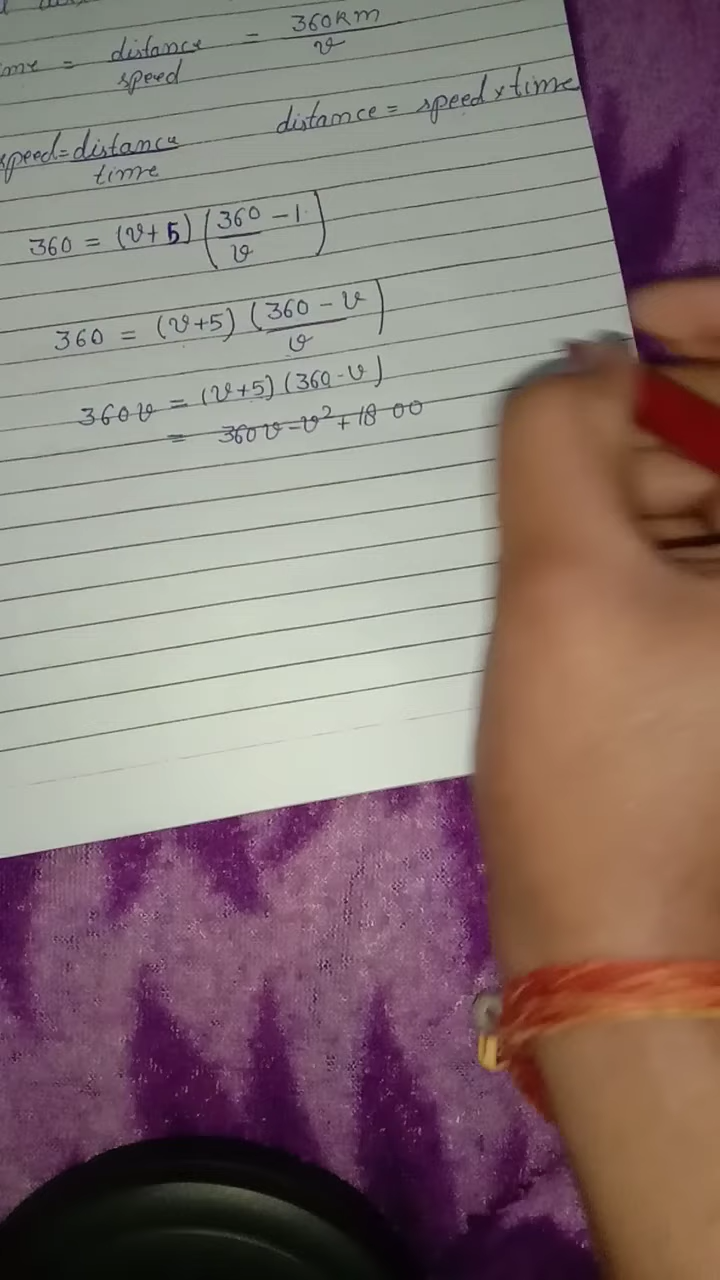 ime = distance/speed = 360km/v
speed = distance/time distance = speed × time
360 = (v+5) (360/v - 1)
360 = (v+5) (360 - v/v)
360v = (v+5) (360-v)
= 360v - v² + 1800